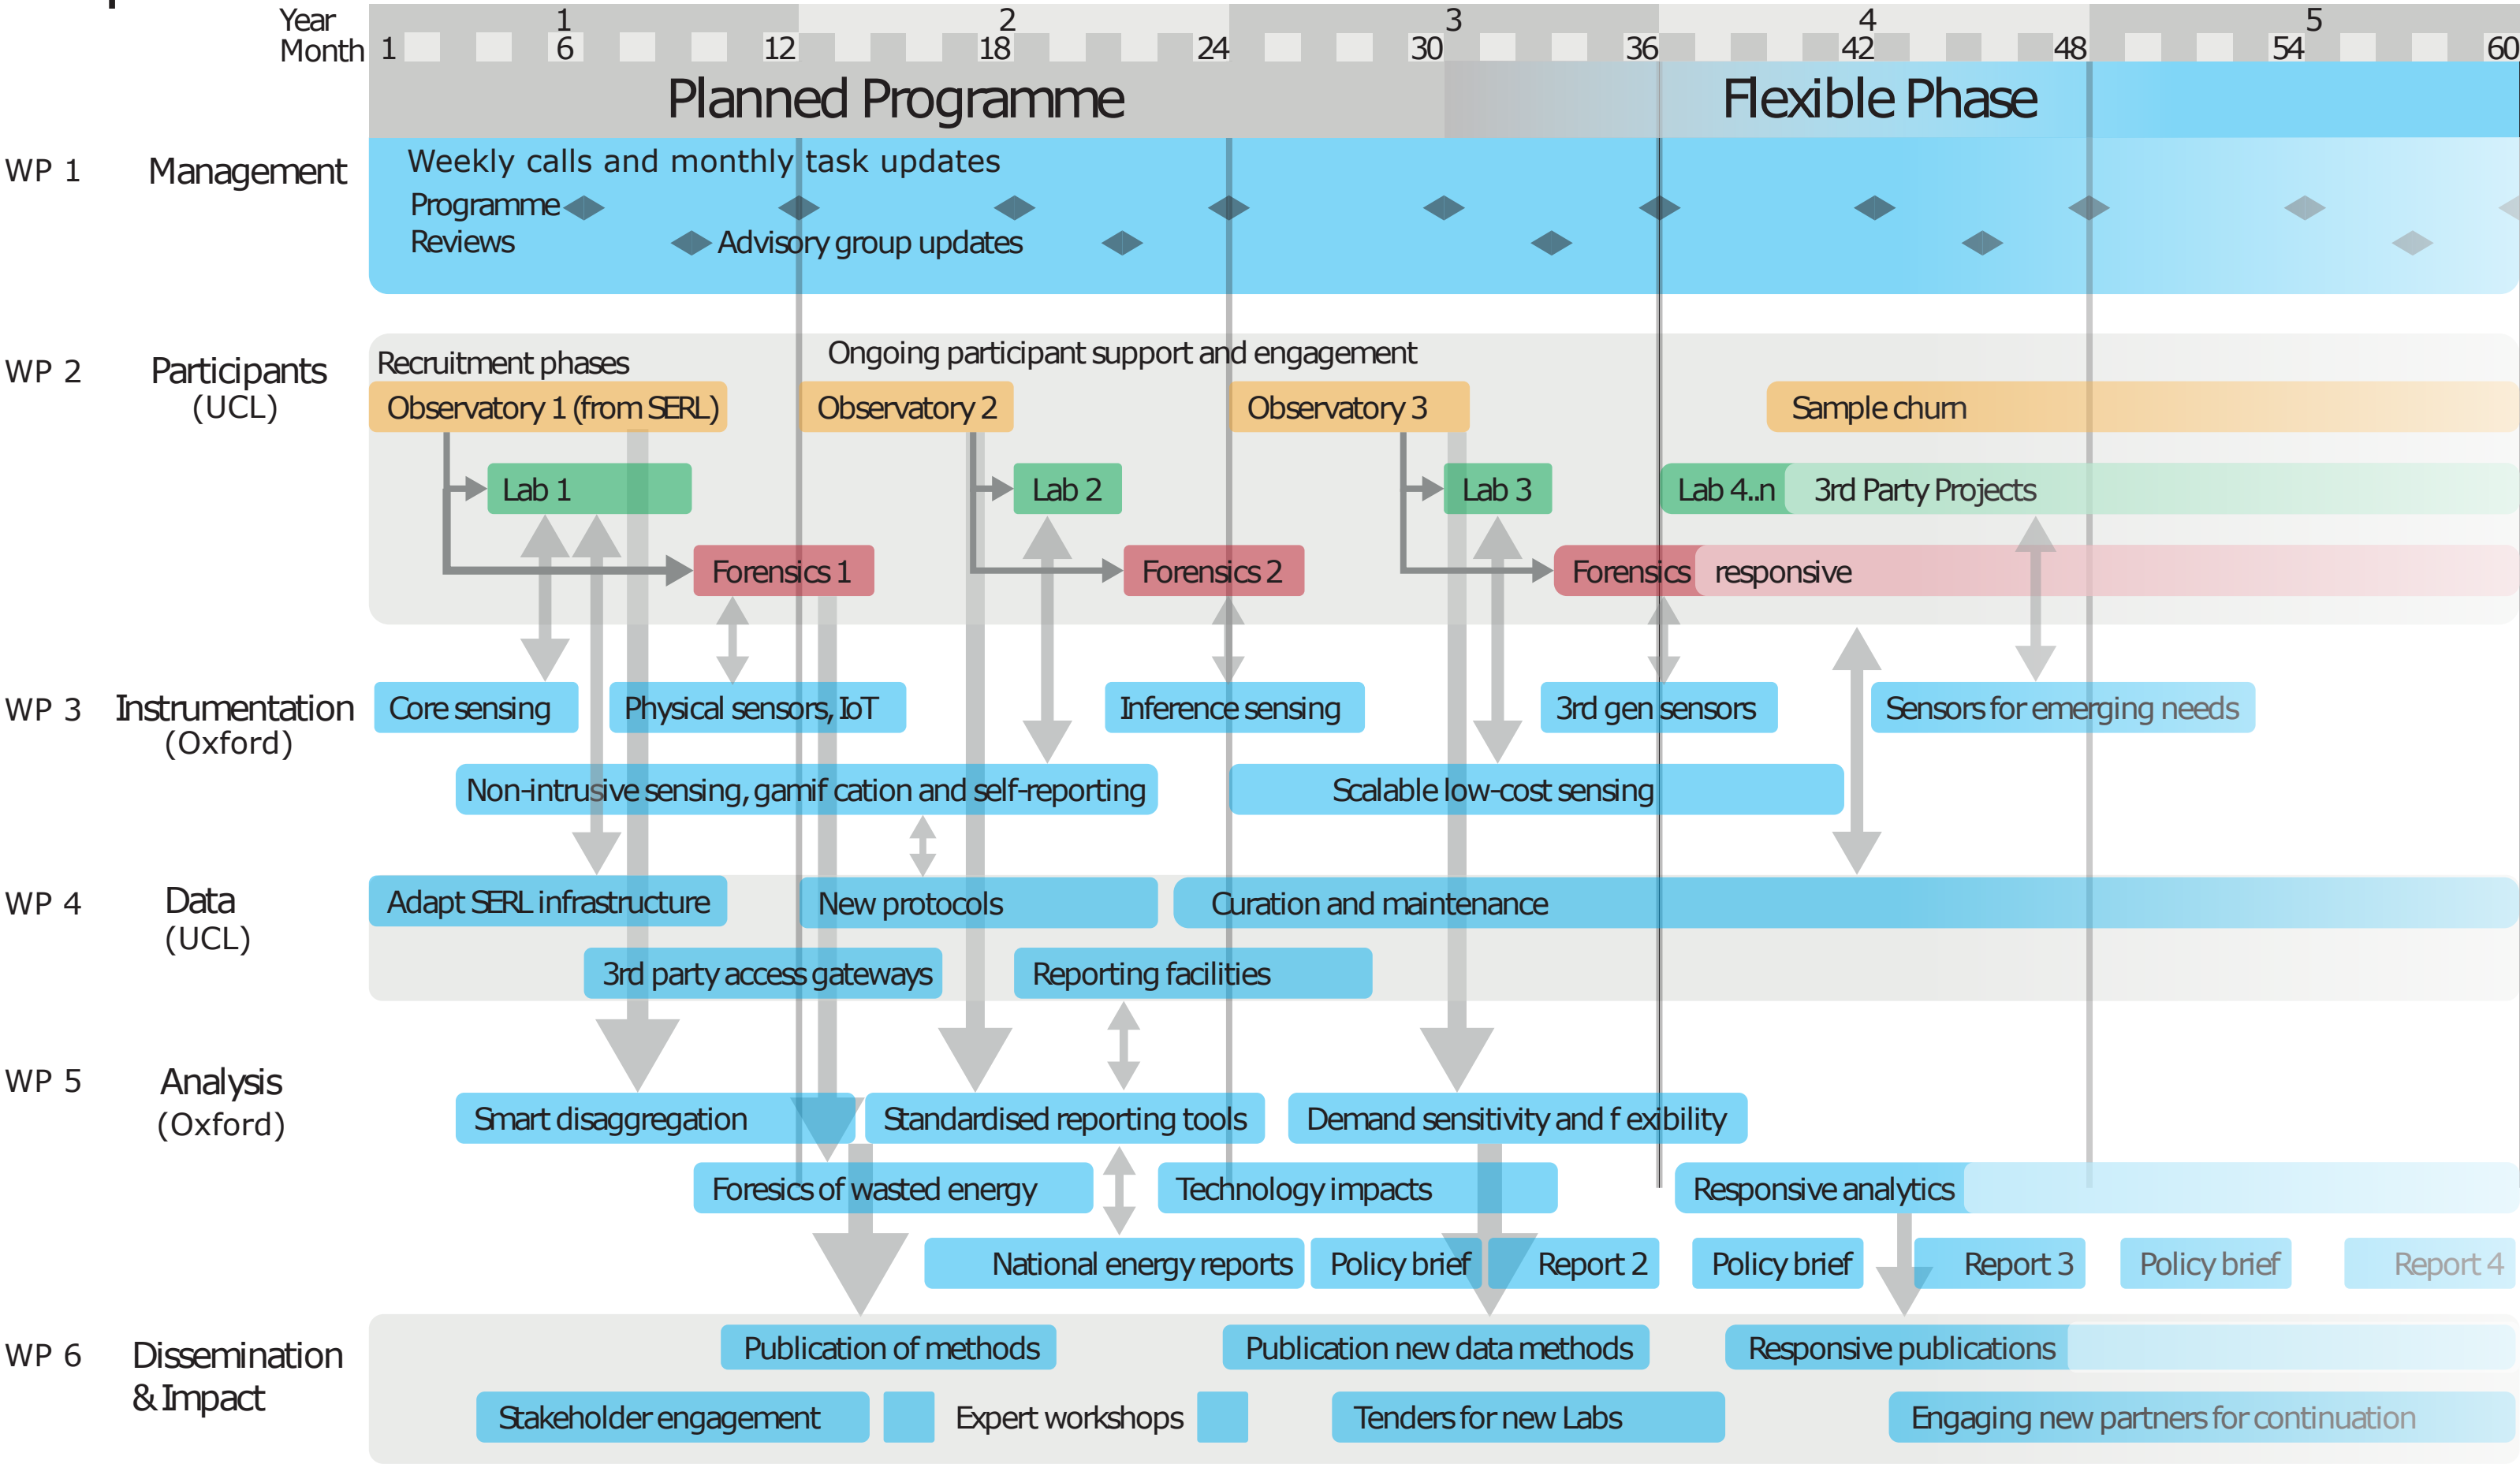 Year 1 2 3 4 5
Month 1 6 12 18 24 30 36 42 48 54 60
Planned Programme Flexible Phase
WP 1 Management
Weekly calls and monthly task updates
Programme
Reviews
Advisory group updates
WP 2 Participants
(UCL)
Recruitment phases
Ongoing participant support and engagement
Observatory 1 (from SERL) Observatory 2 Observatory 3 Sample churn
Lab 1 Lab 2 Lab 3 Lab 4..n 3rd Party Projects
Forensics 1 Forensics 2 Forensics responsive
WP 3 Instrumentation
(Oxford)
Core sensing Physical sensors, IoT Inference sensing 3rd gen sensors Sensors for emerging needs
Non-intrusive sensing, gamif cation and self-reporting Scalable low-cost sensing
WP 4 Data
(UCL)
Adapt SERL infrastructure New protocols Curation and maintenance
3rd party access gateways Reporting facilities
WP 5 Analysis
(Oxford)
Smart disaggregation Standardised reporting tools Demand sensitivity and f exibility
Foresics of wasted energy Technology impacts Responsive analytics
National energy reports Policy brief Report 2 Policy brief Report 3 Policy brief Report 4
WP 6 Dissemination
& Impact
Publication of methods Publication new data methods Responsive publications
Stakeholder engagement Expert workshops Tenders for new Labs Engaging new partners for continuation